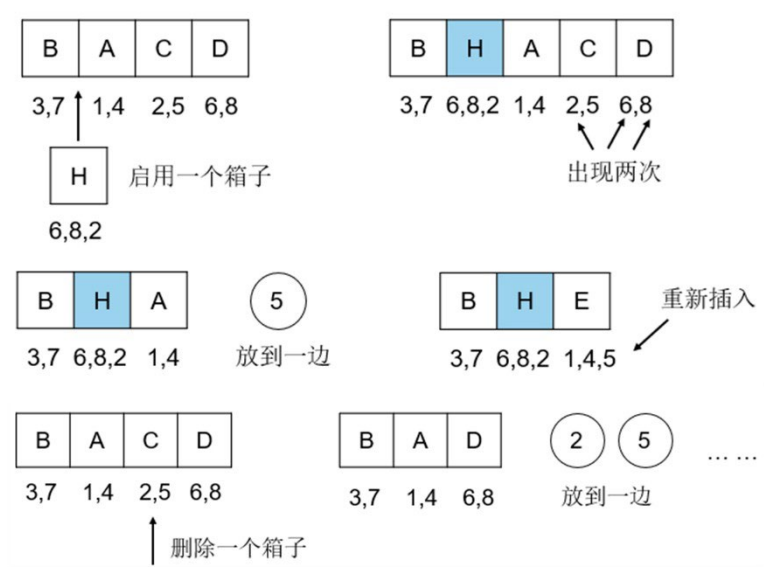 B A C D
3,7 1,4 2,5 6,8
H 启用一个箱子
6,8,2
B H A C D
3,7 6,8,2 1,4 2,5 6,8
出现两次
B H A 5
3,7 6,8,2 1,4 放到一边
B H E 重新插入
3,7 6,8,2 1,4,5
B A C D
3,7 1,4 2,5 6,8
删除一个箱子
B A D 2 5 … …
3,7 1,4 6,8 放到一边